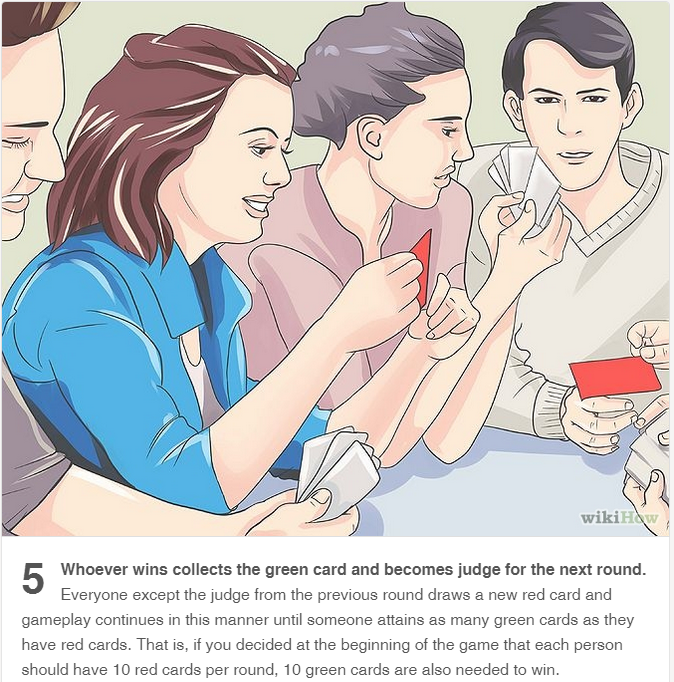 wikiHow
5 Whoever wins collects the green card and becomes judge for the next round.
Everyone except the judge from the previous round draws a new red card and
gameplay continues in this manner until someone attains as many green cards as they
have red cards. That is, if you decided at the beginning of the game that each person
should have 10 red cards per round, 10 green cards are also needed to win.